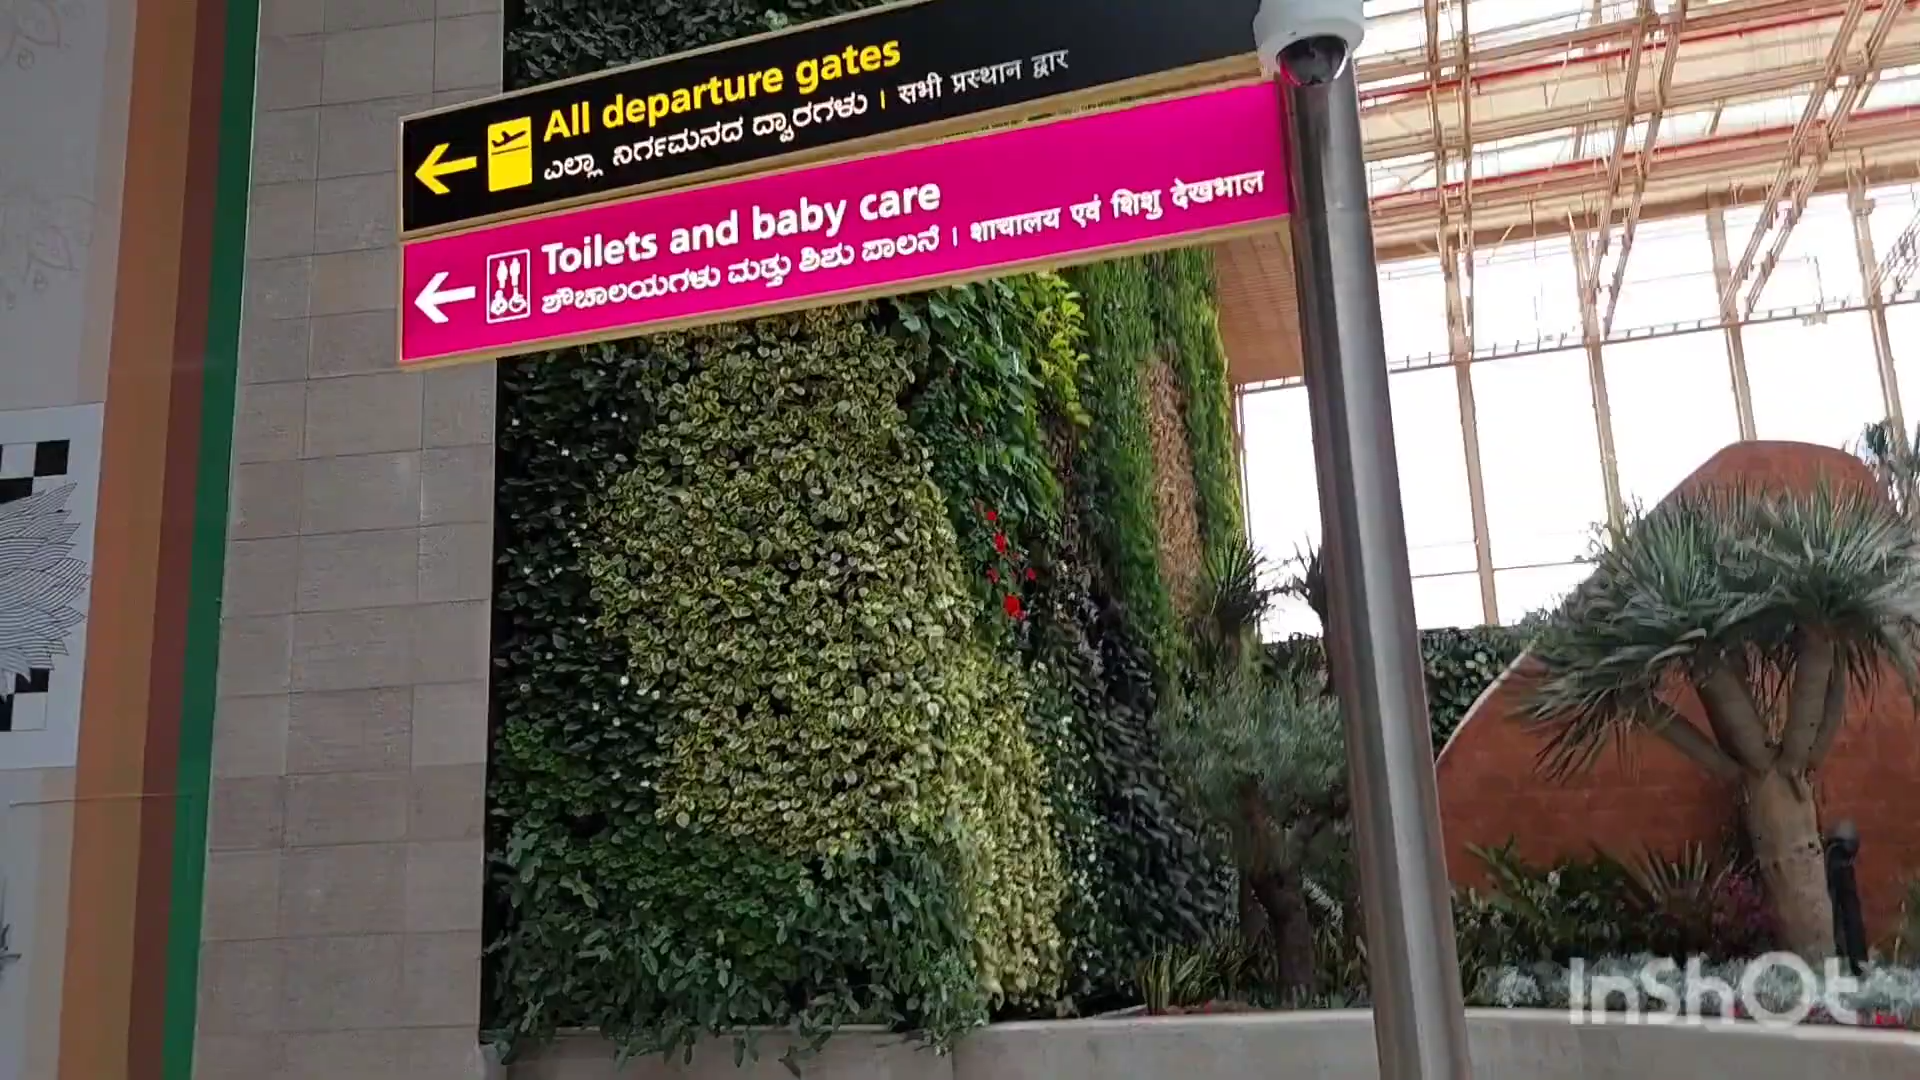 All departure gates
ಎಲ್ಲಾ ನಿರ್ಗಮನದ ದ್ವಾರಗಳು । सभी प्रस्थान द्वार
Toilets and baby care
ಶೌಚಾಲಯಗಳು ಮತ್ತು ಶಿಶು ಪಾಲನೆ । शाचालय एवं शिशु देखभाल
InShOt